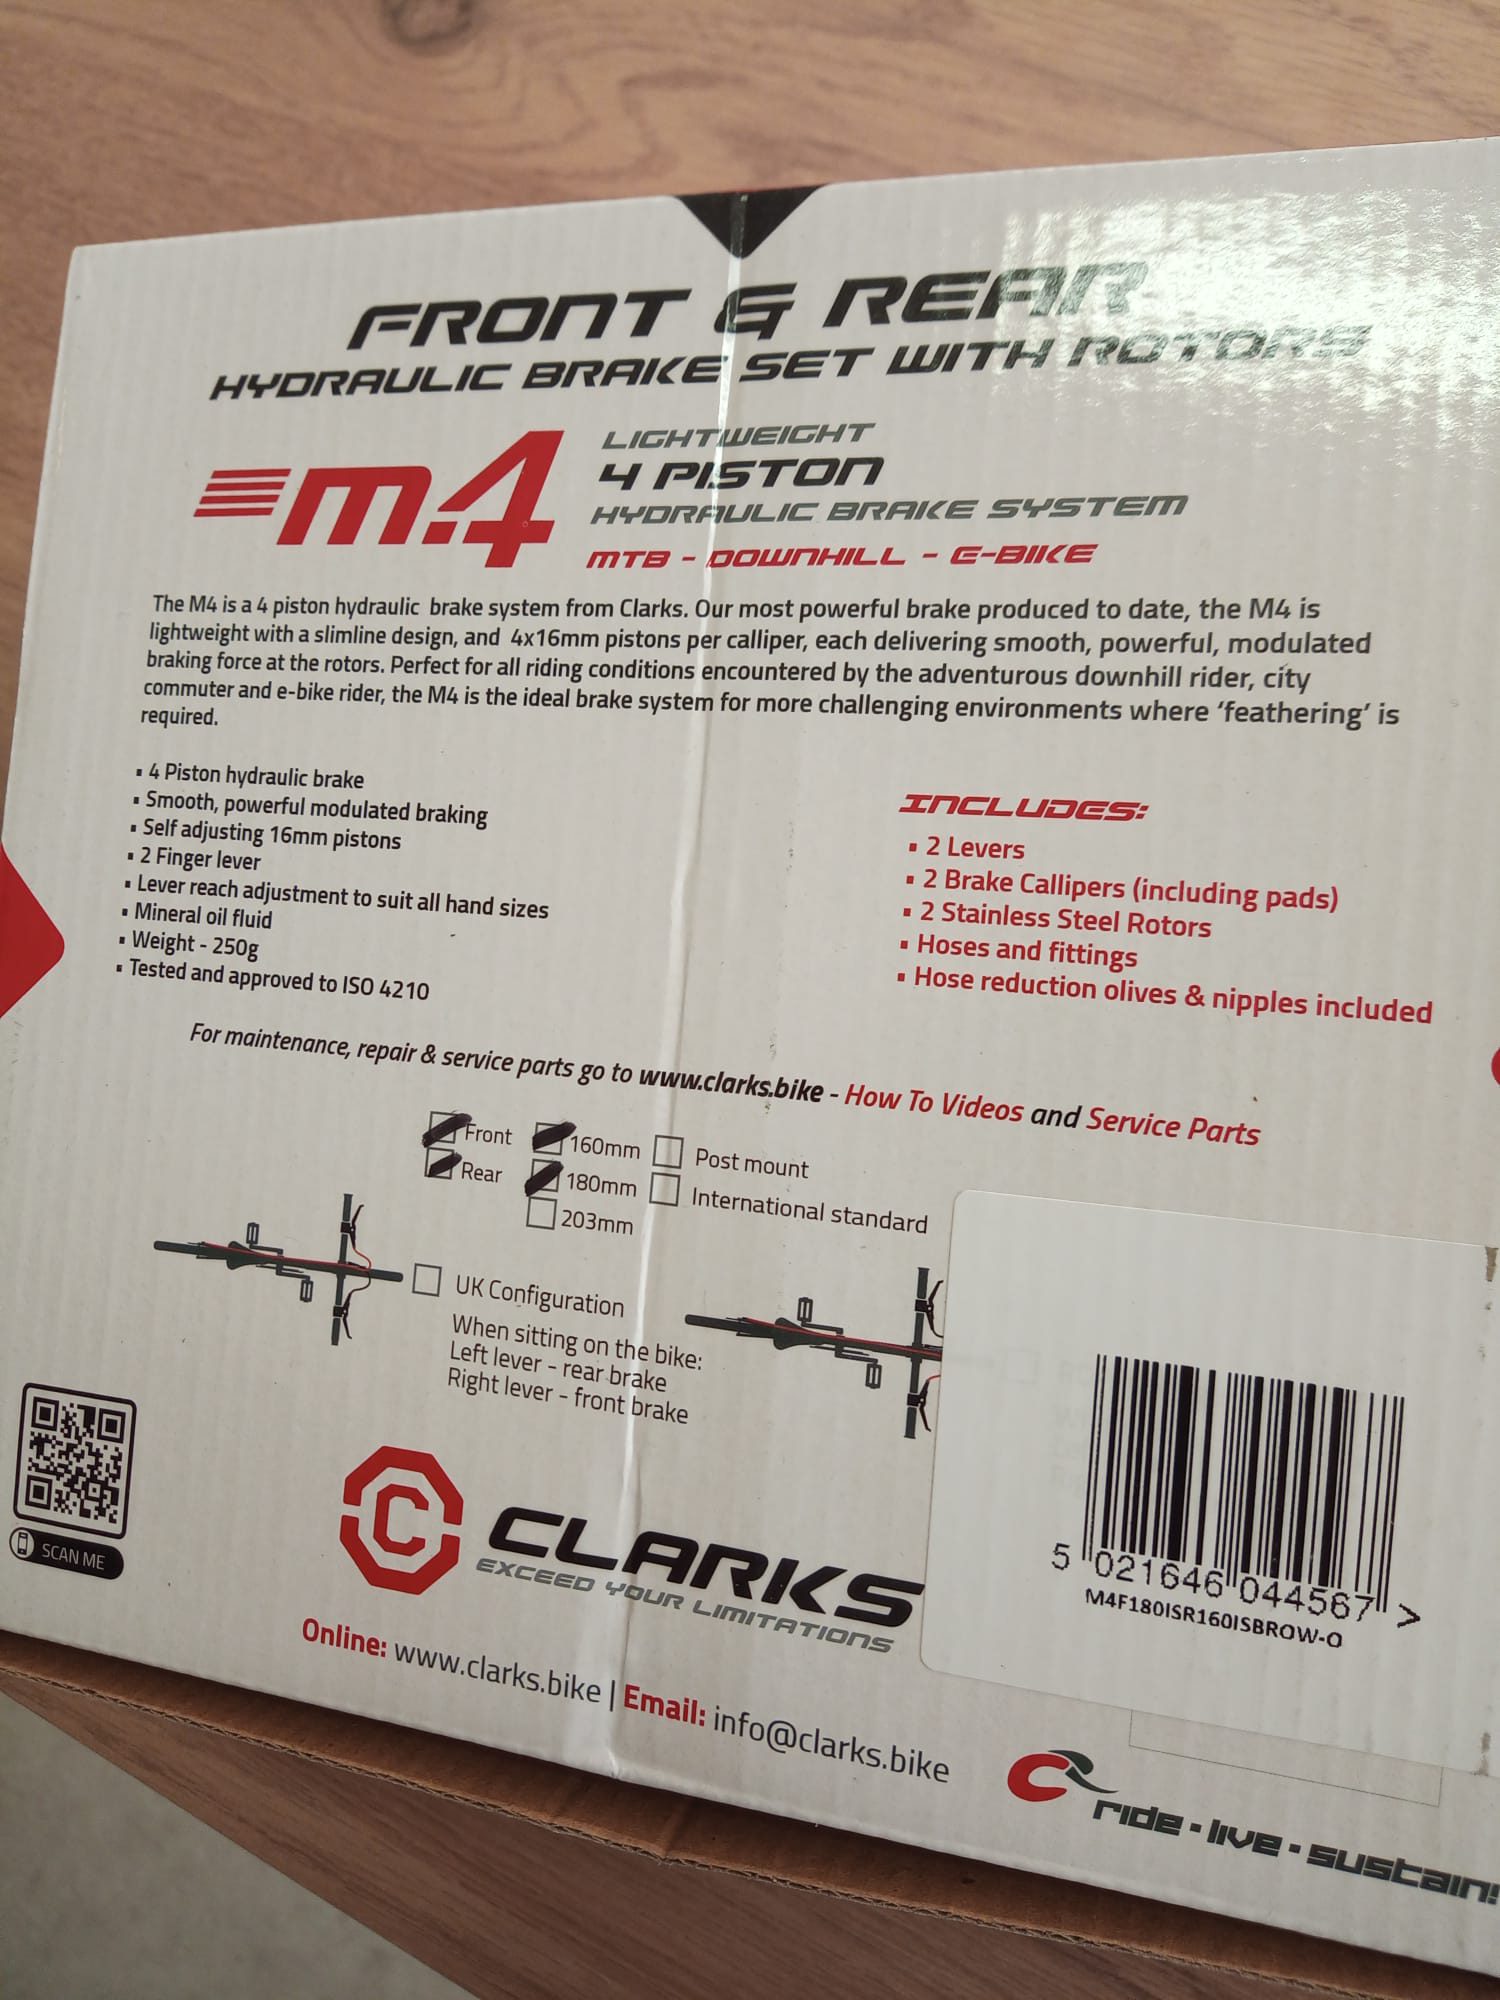 FRONT & REAR
HYDRAULIC BRAKE SET WITH ROTORS
m.4
LIGHTWEIGHT
4 PISTON
HYDRAULIC BRAKE SYSTEM
MTB - DOWNHILL - E-BIKE
The M4 is a 4 piston hydraulic brake system from Clarks. Our most powerful brake produced to date, the M4 is
lightweight with a slimline design, and 4x16mm pistons per calliper, each delivering smooth, powerful, modulated
braking force at the rotors. Perfect for all riding conditions encountered by the adventurous downhill rider, city
commuter and e-bike rider, the M4 is the ideal brake system for more challenging environments where ‘feathering’ is
required.
▪ 4 Piston hydraulic brake
▪ Smooth, powerful modulated braking
▪ Self adjusting 16mm pistons
▪ 2 Finger lever
▪ Lever reach adjustment to suit all hand sizes
▪ Mineral oil fluid
▪ Weight - 250g
▪ Tested and approved to ISO 4210
INCLUDES:
▪ 2 Levers
▪ 2 Brake Callipers (including pads)
▪ 2 Stainless Steel Rotors
▪ Hoses and fittings
▪ Hose reduction olives & nipples included
For maintenance, repair & service parts go to www.clarks.bike - How To Videos and Service Parts
Front
Rear
160mm
180mm
203mm
Post mount
International standard
UK Configuration
When sitting on the bike:
Left lever - rear brake
Right lever - front brake
SCAN ME
C CLARKS
EXCEED YOUR LIMITATIONS
Online: www.clarks.bike | Email: info@clarks.bike
5 021646 044567 >
M4F180ISR160ISBROW-O
ride · live · sustain!